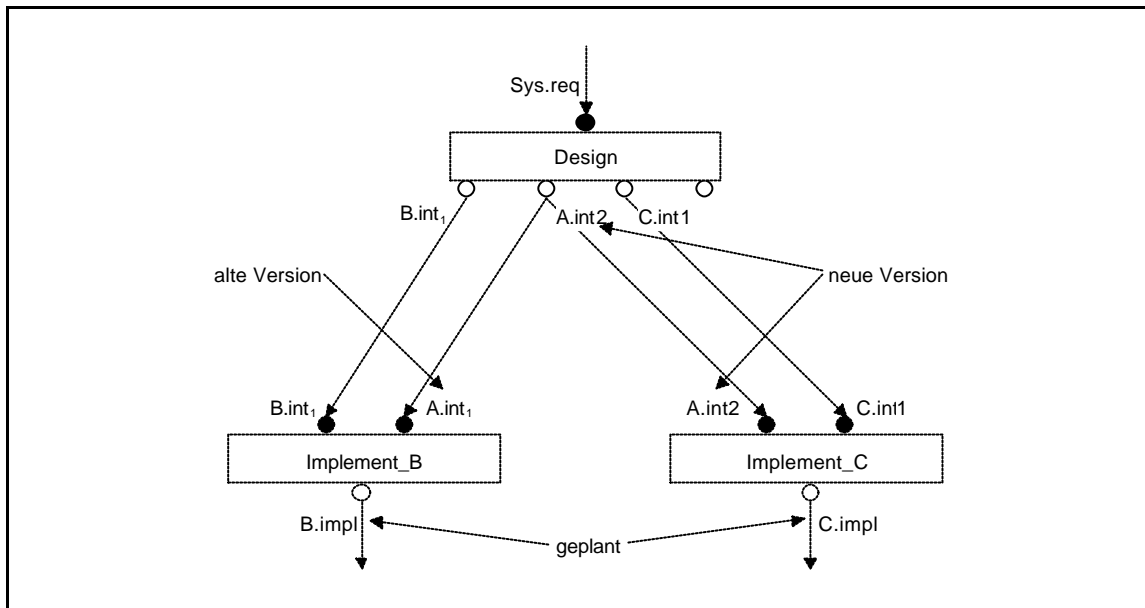 Sys.req
Design
B.int₁
A.int2
C.int1
alte Version
neue Version
B.int₁
A.int₁
A.int2
C.int1
Implement_B
Implement_C
B.impl
C.impl
geplant